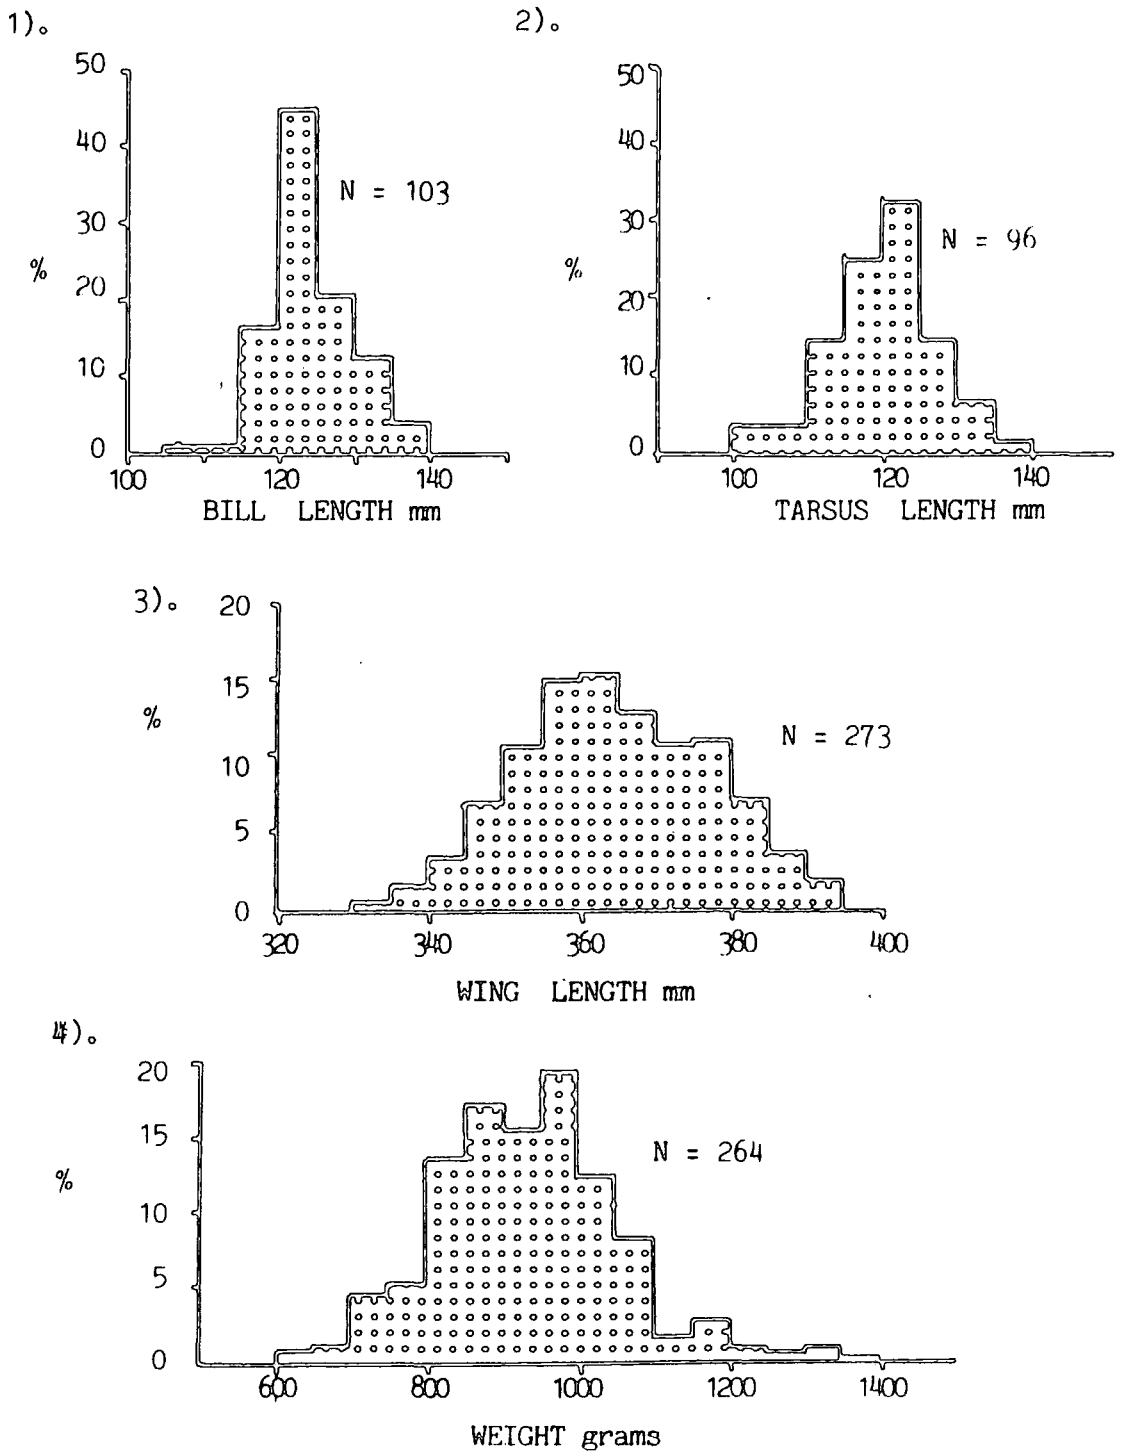 1).
50
40
30
20
10
0
%
N = 103
100 120 140
BILL LENGTH mm
2).
50
40
30
20
10
0
%
N = 96
100 120 140
TARSUS LENGTH mm
3).
20
15
10
5
0
%
N = 273
320 340 360 380 400
WING LENGTH mm
4).
20
15
10
5
0
%
N = 264
600 800 1000 1200 1400
WEIGHT grams